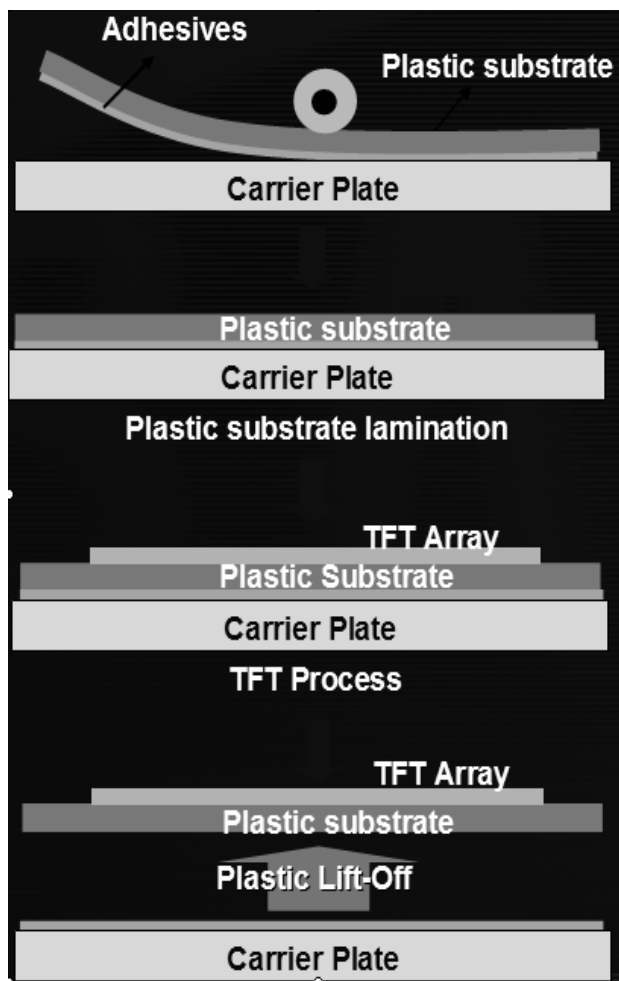 Adhesives
Plastic substrate
Carrier Plate
Plastic substrate
Carrier Plate
Plastic substrate lamination
TFT Array
Plastic Substrate
Carrier Plate
TFT Process
TFT Array
Plastic substrate
Plastic Lift-Off
Carrier Plate